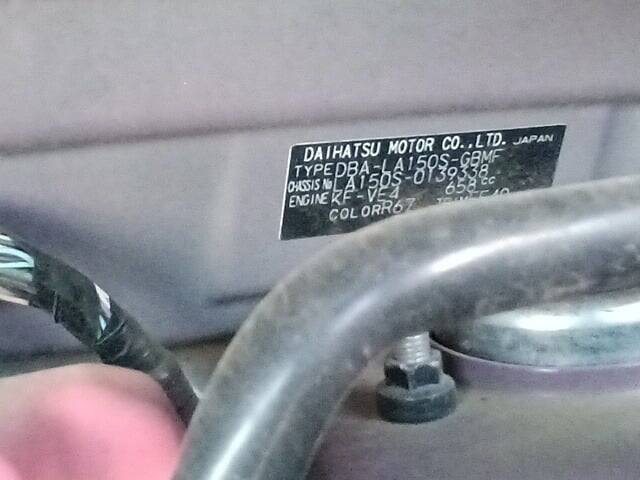 DAIHATSU MOTOR CO.,LTD. JAPAN
TYPE DBA-LA150S-GBMF
CHASSIS No LA150S-0139338
ENGINE KF-VE4 658cc
COLOR R67